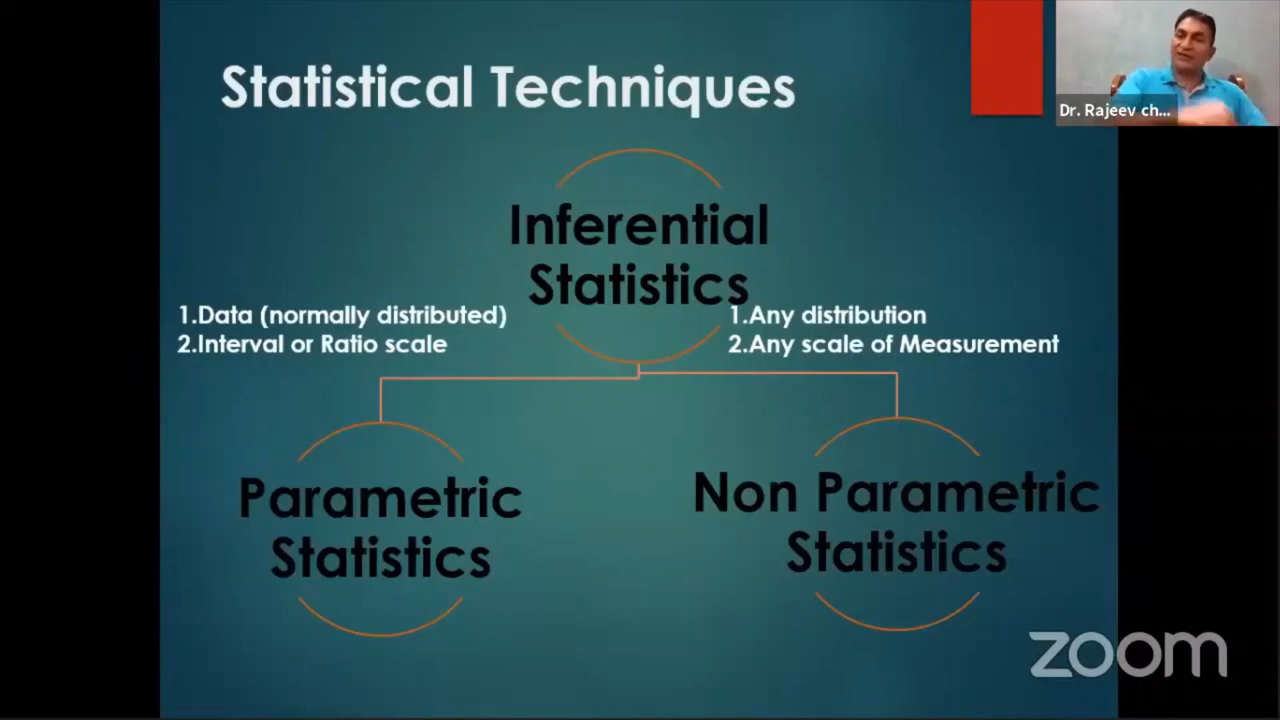 Statistical Techniques
Dr. Rajeev ch...
Inferential
Statistics
1.Data (normally distributed)
2.Interval or Ratio scale
1.Any distribution
2.Any scale of Measurement
Parametric
Statistics
Non Parametric
Statistics
zoom